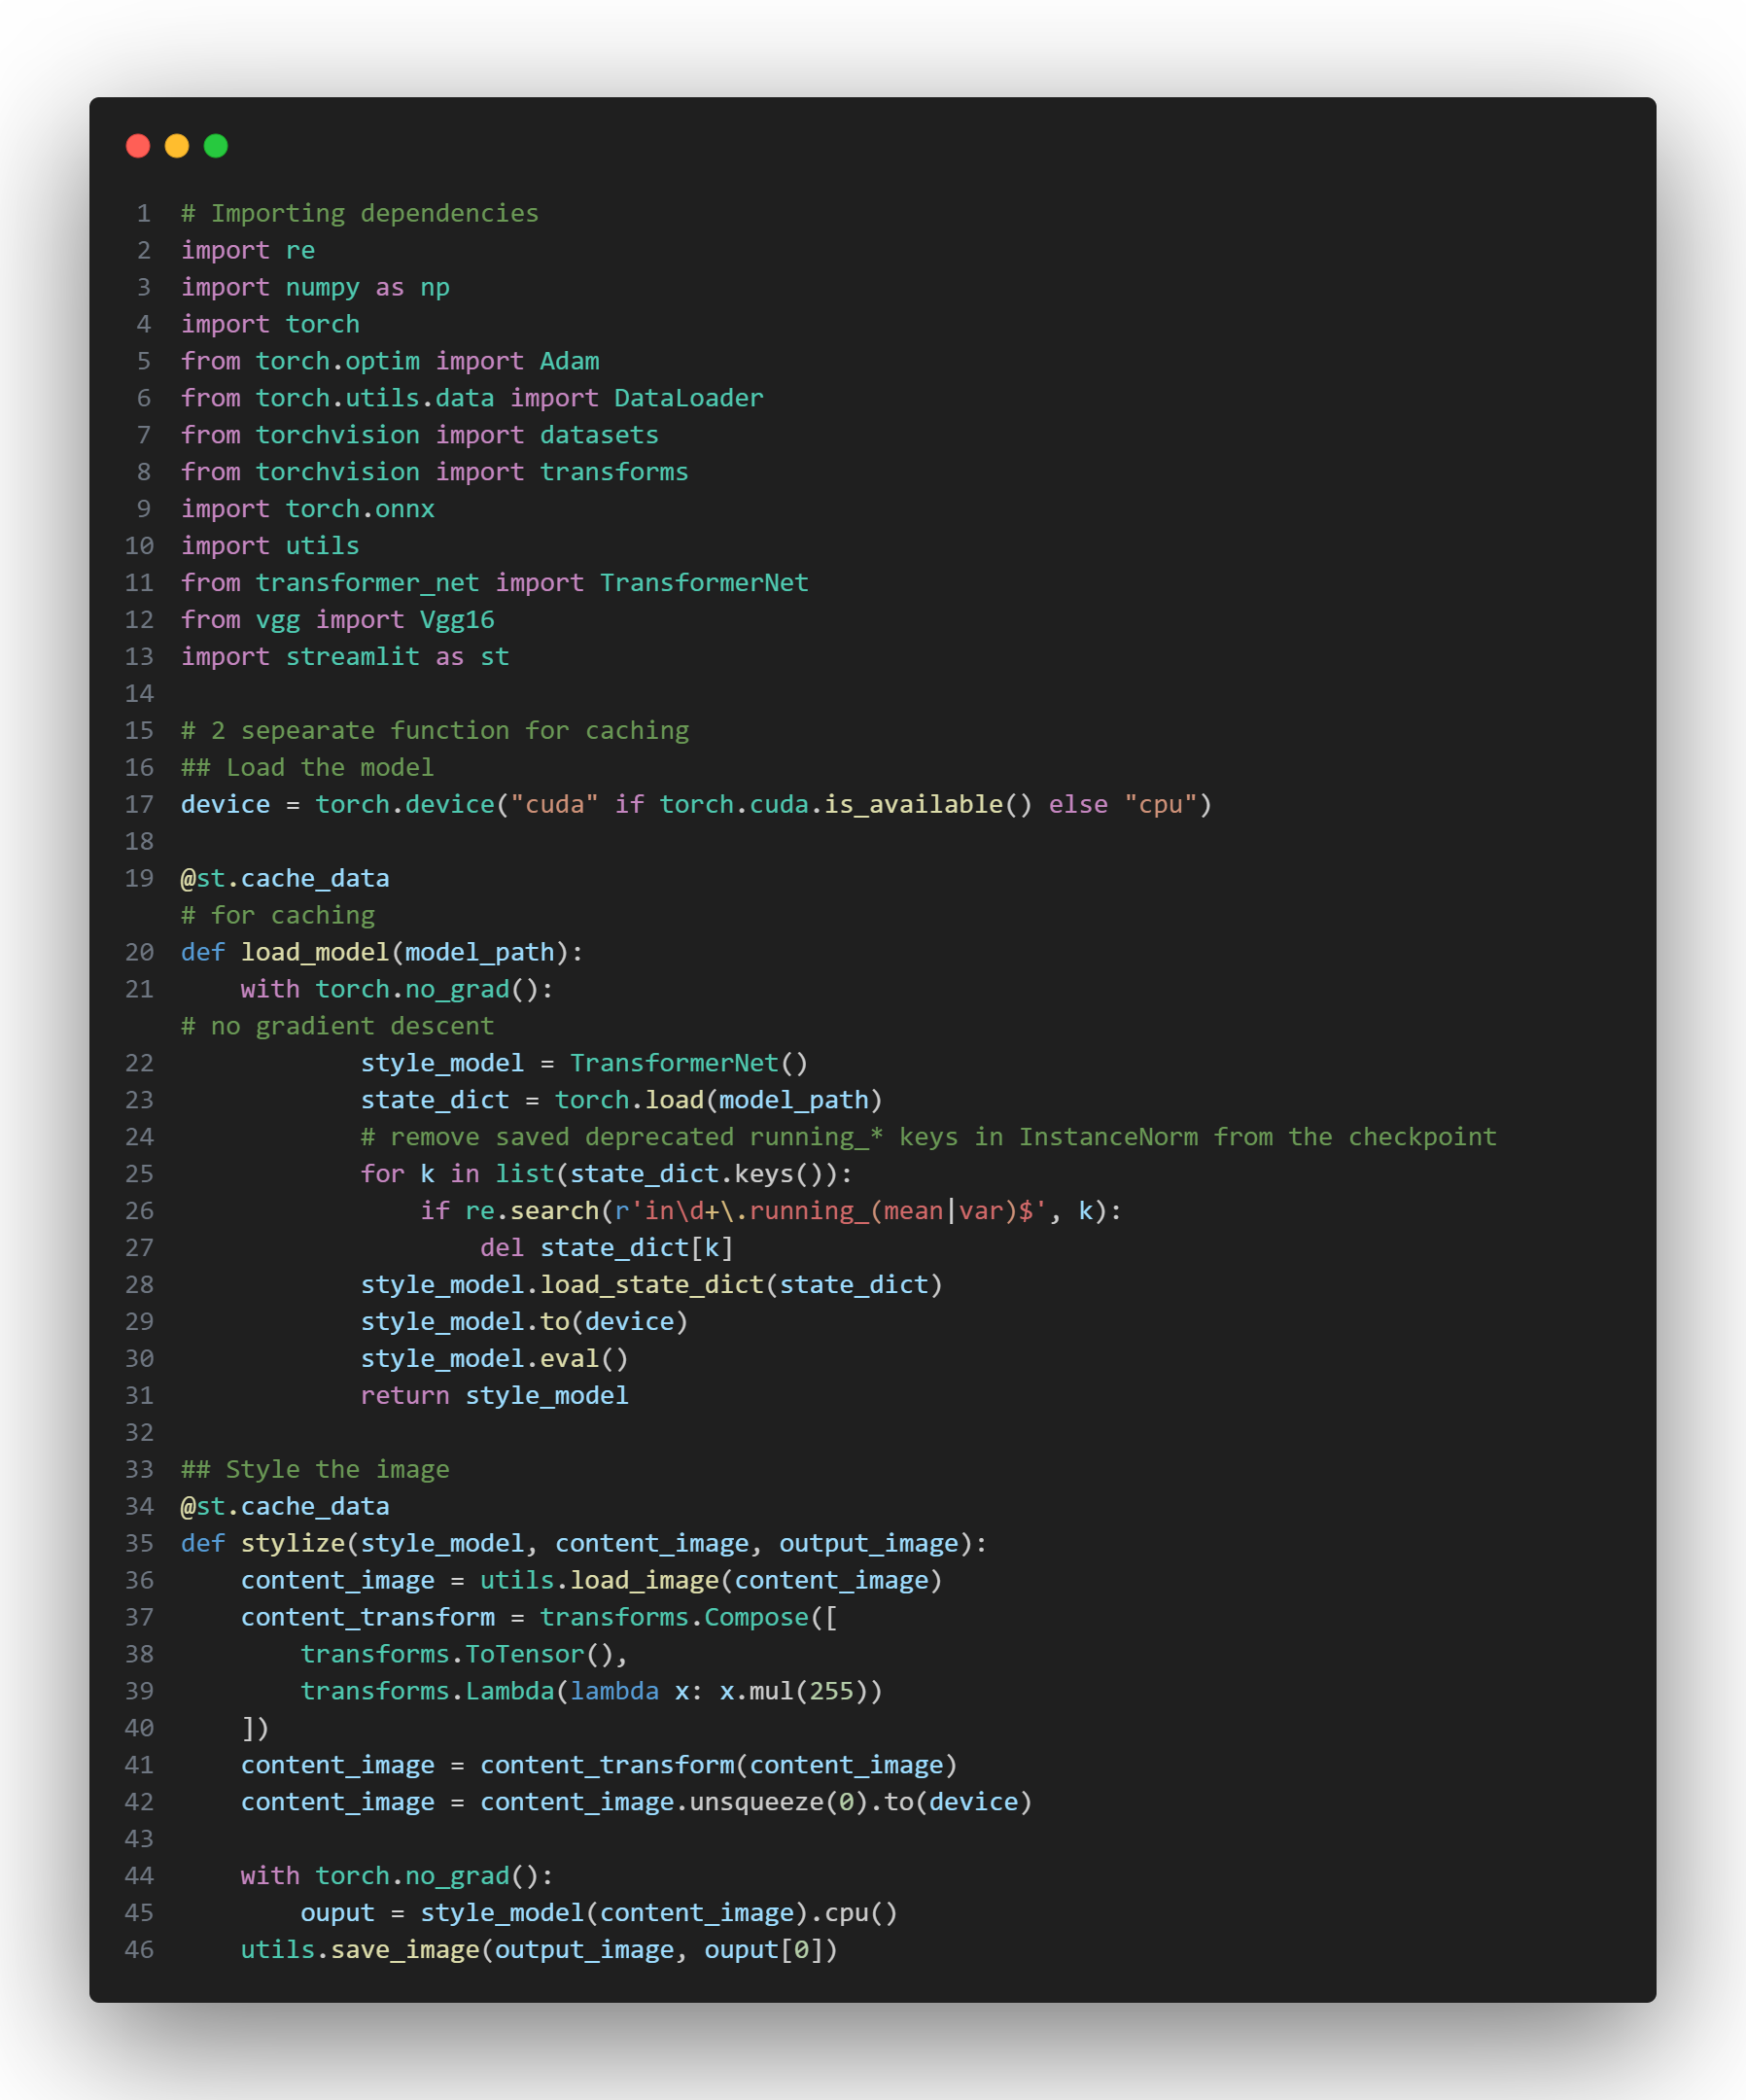 1 # Importing dependencies
2 import re
3 import numpy as np
4 import torch
5 from torch.optim import Adam
6 from torch.utils.data import DataLoader
7 from torchvision import datasets
8 from torchvision import transforms
9 import torch.onnx
10 import utils
11 from transformer_net import TransformerNet
12 from vgg import Vgg16
13 import streamlit as st
14
15 # 2 sepearate function for caching
16 ## Load the model
17 device = torch.device("cuda" if torch.cuda.is_available() else "cpu")
18
19 @st.cache_data
# for caching
20 def load_model(model_path):
21     with torch.no_grad():
# no gradient descent
22             style_model = TransformerNet()
23             state_dict = torch.load(model_path)
24             # remove saved deprecated running_* keys in InstanceNorm from the checkpoint
25             for k in list(state_dict.keys()):
26                 if re.search(r'in\d+\.running_(mean|var)$', k):
27                     del state_dict[k]
28             style_model.load_state_dict(state_dict)
29             style_model.to(device)
30             style_model.eval()
31             return style_model
32
33 ## Style the image
34 @st.cache_data
35 def stylize(style_model, content_image, output_image):
36     content_image = utils.load_image(content_image)
37     content_transform = transforms.Compose([
38         transforms.ToTensor(),
39         transforms.Lambda(lambda x: x.mul(255))
40     ])
41     content_image = content_transform(content_image)
42     content_image = content_image.unsqueeze(0).to(device)
43
44     with torch.no_grad():
45         ouput = style_model(content_image).cpu()
46     utils.save_image(output_image, ouput[0])